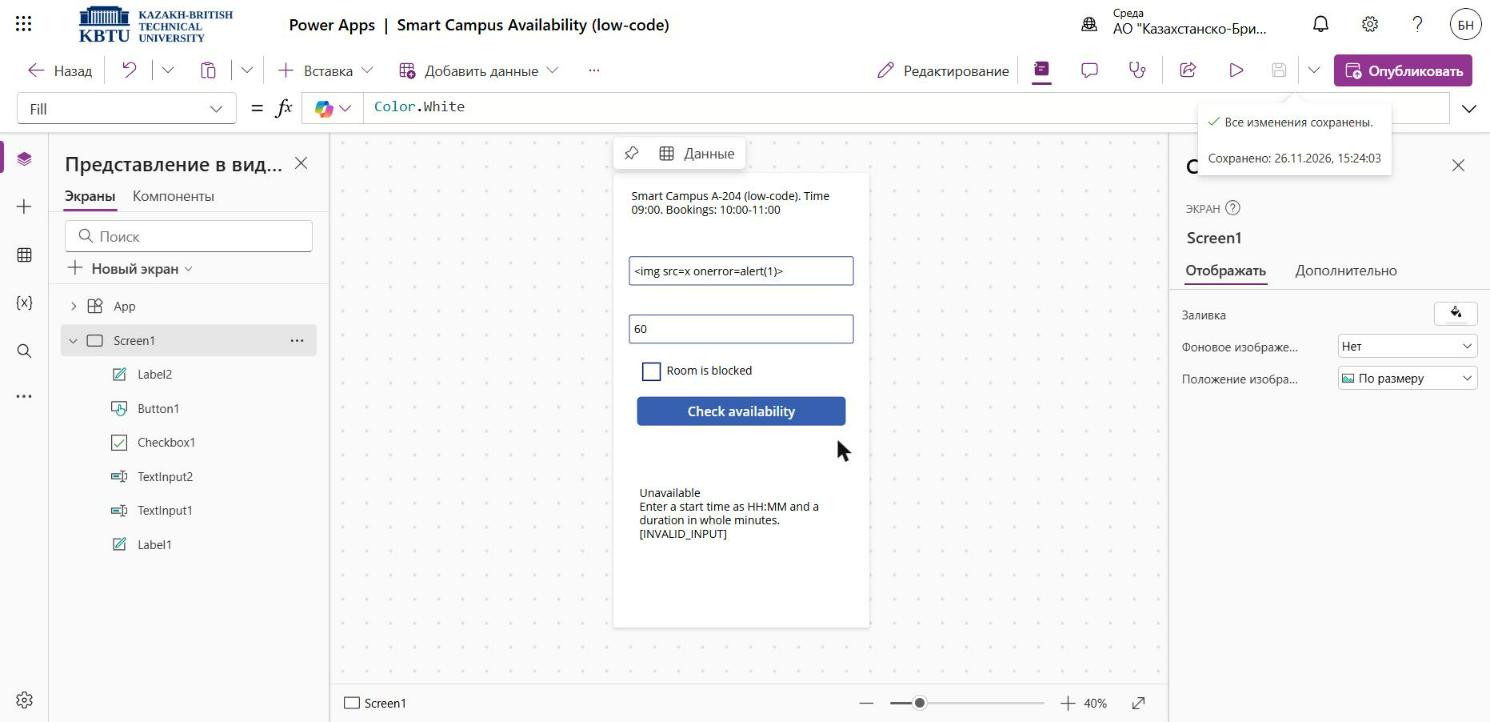 KAZAKH-BRITISH
TECHNICAL
UNIVERSITY
KBTU
Power Apps | Smart Campus Availability (low-code)
Среда
АО "Казахстанско-Бри...
БН
Назад
Вставка
Добавить данные
...
Редактирование
Опубликовать
Fill
= fx
Color.White
Все изменения сохранены.
Сохранено: 26.11.2026, 15:24:03
Представление в вид...
Экраны
Компоненты
Поиск
Новый экран
App
Screen1
...
Label2
Button1
Checkbox1
TextInput2
TextInput1
Label1
Данные
Smart Campus A-204 (low-code). Time
09:00. Bookings: 10:00-11:00
<img src=x onerror=alert(1)>
60
Room is blocked
Check availability
Unavailable
Enter a start time as HH:MM and a
duration in whole minutes.
[INVALID_INPUT]
Screen1
40%
ЭКРАН
Screen1
Отображать
Дополнительно
Заливка
Фоновое изображе...
Нет
Положение изобра...
По размеру